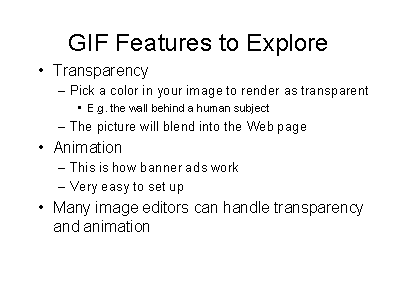 GIF Features to Explore
• Transparency
– Pick a color in your image to render as transparent
• E.g. the wall behind a human subject
– The picture will blend into the Web page
• Animation
– This is how banner ads work
– Very easy to set up
• Many image editors can handle transparency
and animation